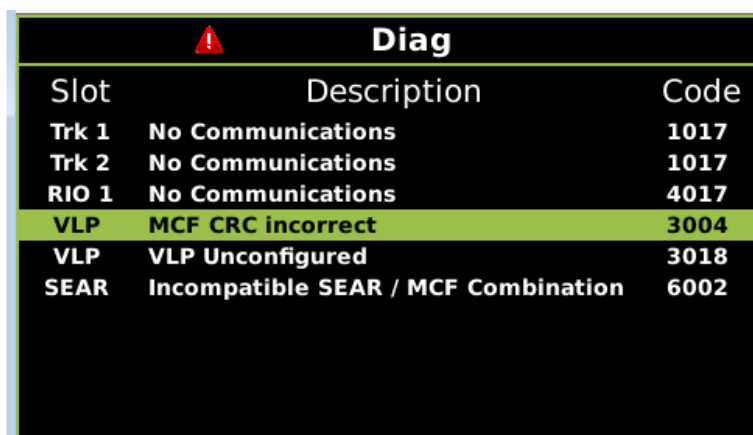 Diag
Slot Description Code
Trk 1 No Communications 1017
Trk 2 No Communications 1017
RIO 1 No Communications 4017
VLP MCF CRC incorrect 3004
VLP VLP Unconfigured 3018
SEAR Incompatible SEAR / MCF Combination 6002